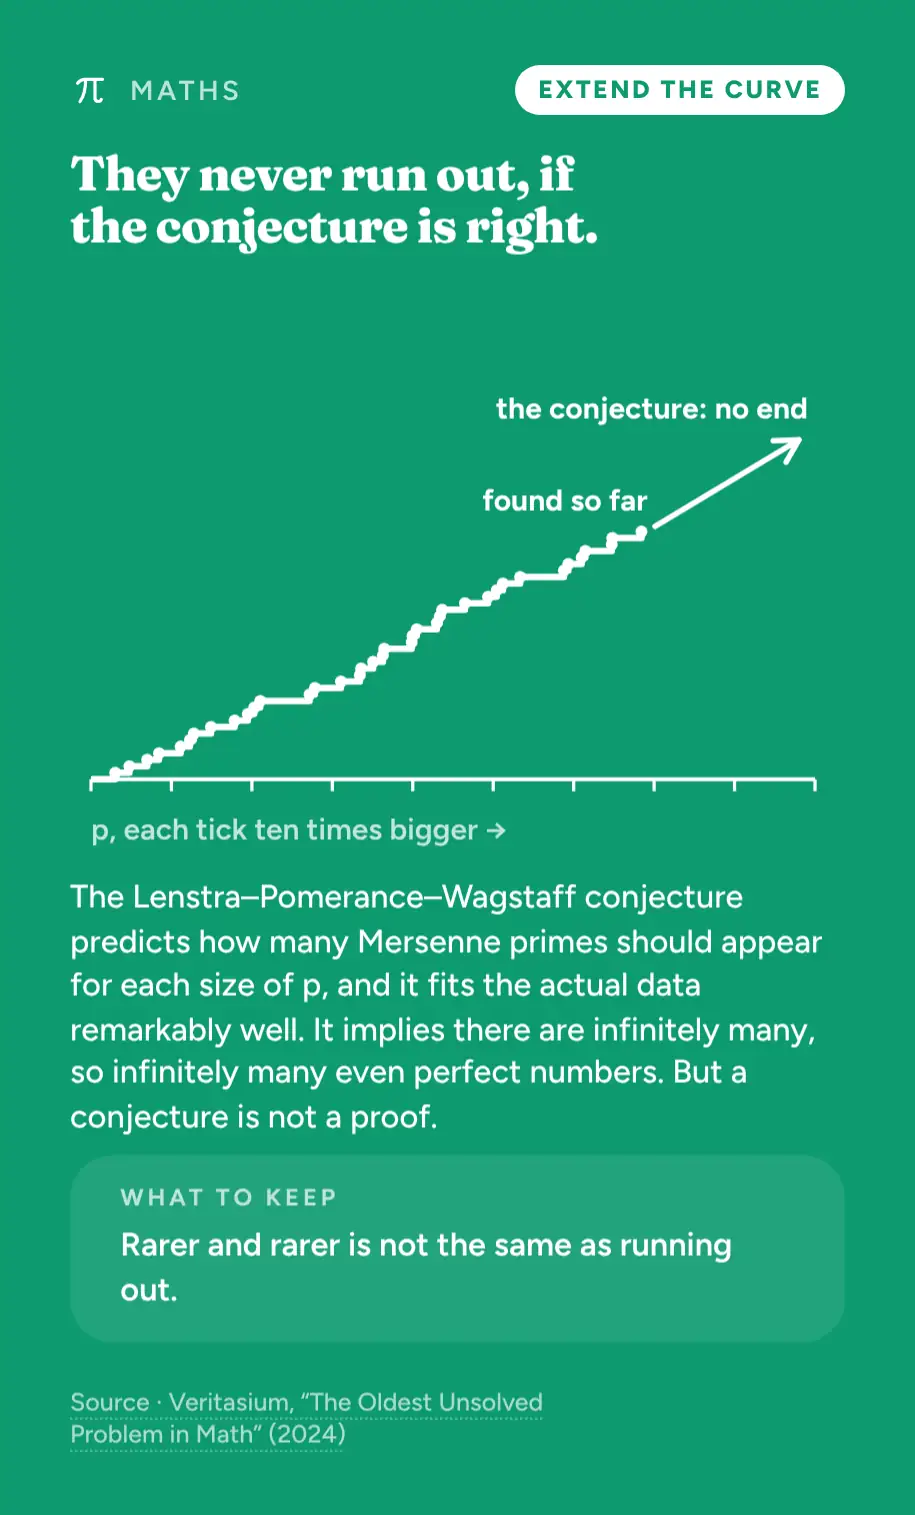 π MATHS
EXTEND THE CURVE
They never run out, if
the conjecture is right.
the conjecture: no end
found so far
p, each tick ten times bigger →
The Lenstra–Pomerance–Wagstaff conjecture
predicts how many Mersenne primes should appear
for each size of p, and it fits the actual data
remarkably well. It implies there are infinitely many,
so infinitely many even perfect numbers. But a
conjecture is not a proof.
WHAT TO KEEP
Rarer and rarer is not the same as running
out.
Source · Veritasium, “The Oldest Unsolved
Problem in Math” (2024)